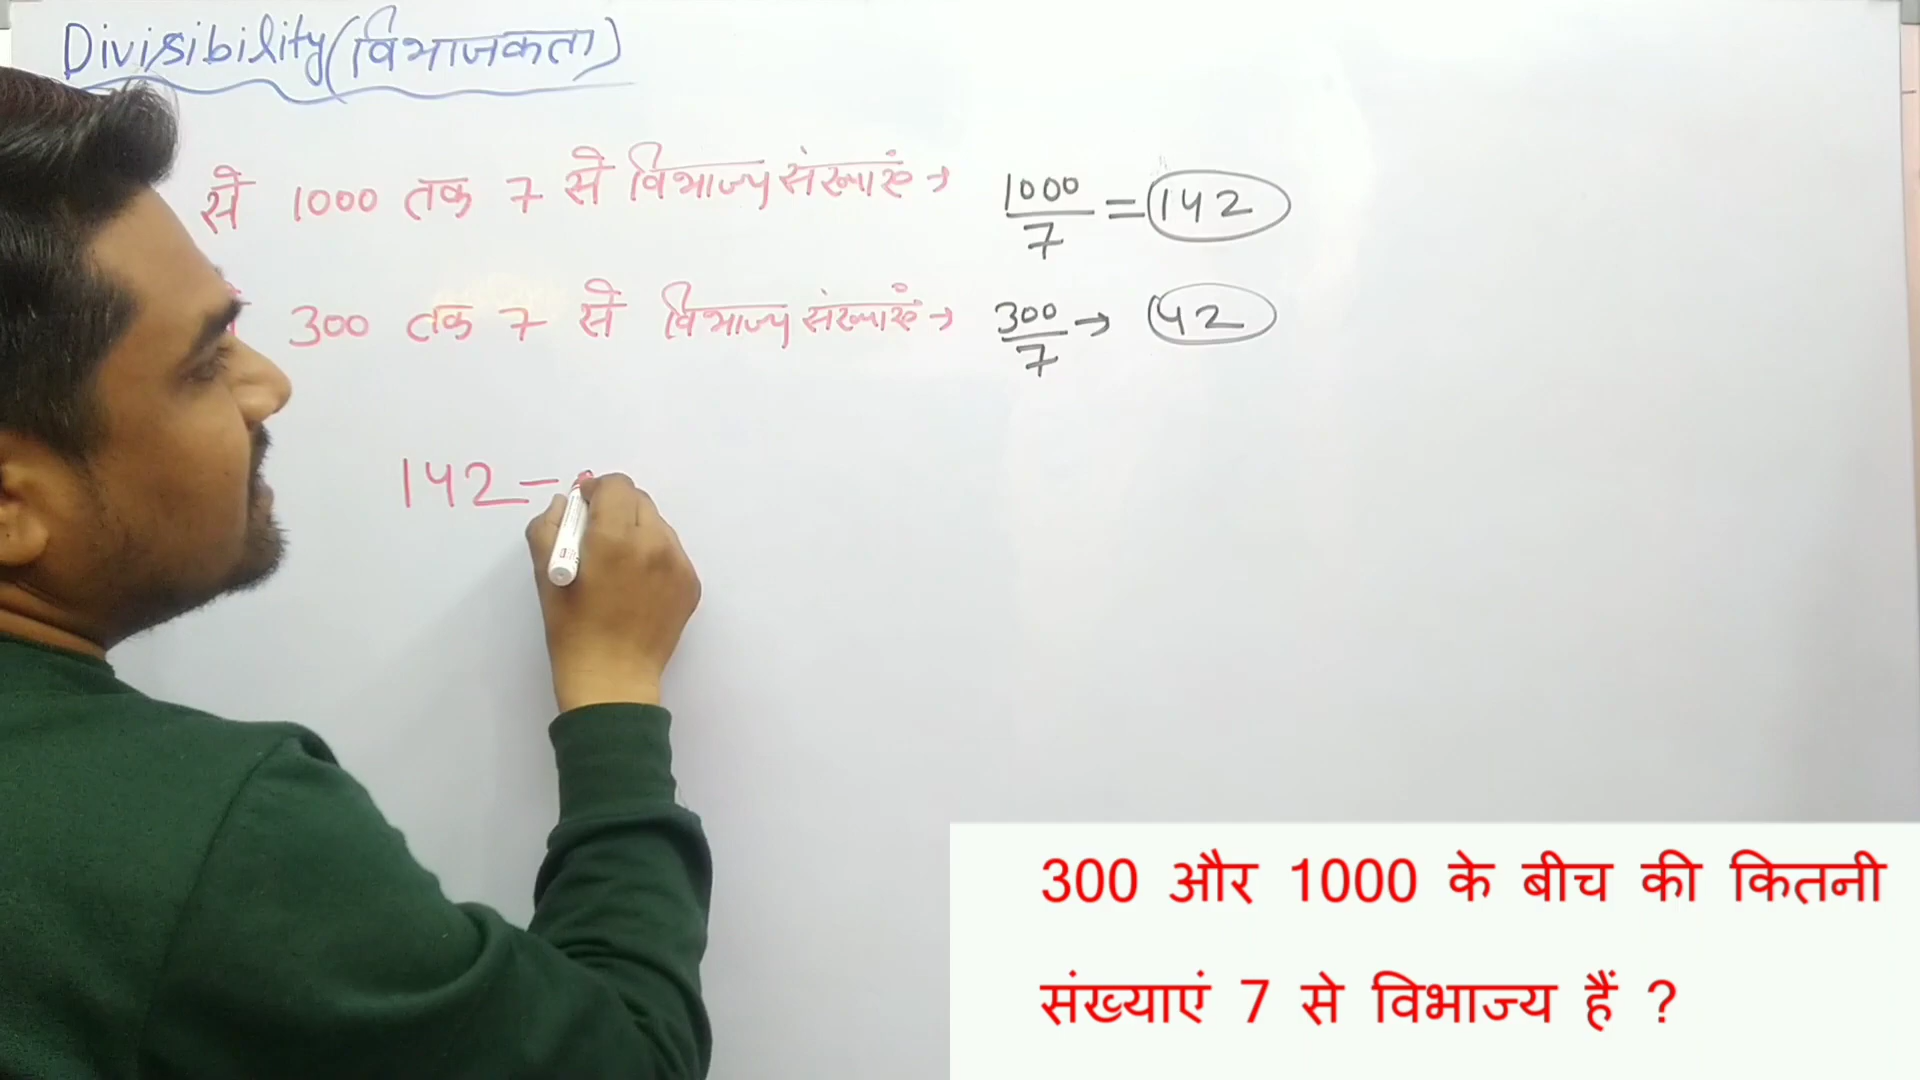 Divisibility (विभाजकता)
से 1000 तक 7 से विभाज्य संख्याएं → 1000/7 = 142
300 तक 7 से विभाज्य संख्याएं → 300/7 → 42
142 -
300 और 1000 के बीच की कितनी
संख्याएं 7 से विभाज्य हैं ?